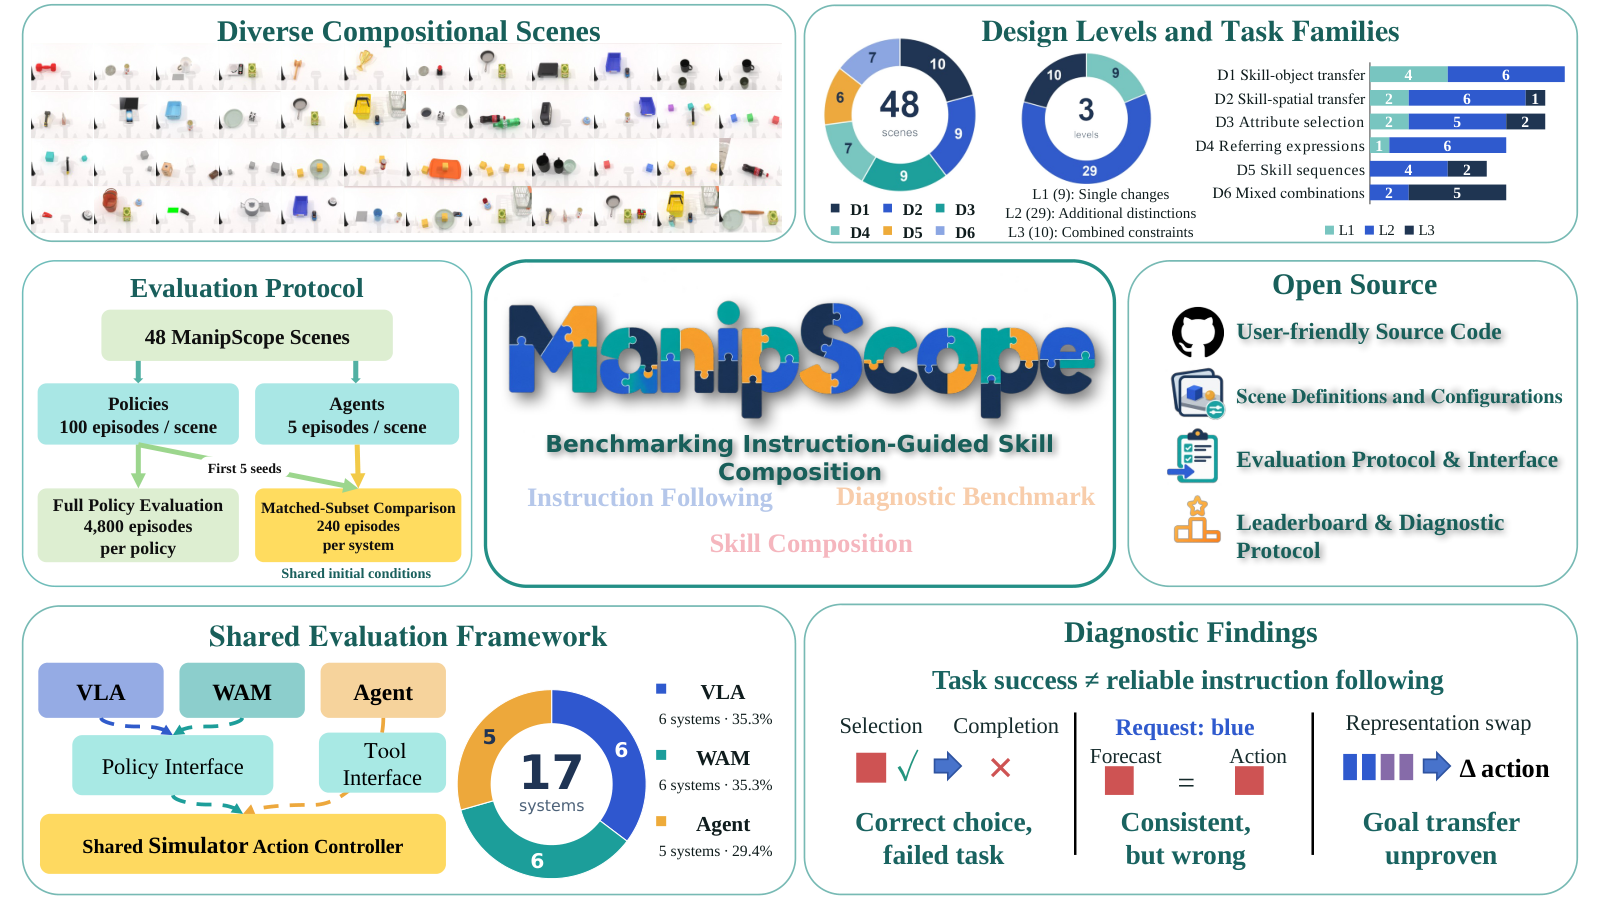 Diverse Compositional Scenes
Design Levels and Task Families
10
9
9
7
6
7
48
scenes
D1 D2 D3
D4 D5 D6
9
29
10
3
levels
L1 (9): Single changes
L2 (29): Additional distinctions
L3 (10): Combined constraints
D1 Skill-object transfer 4 6
D2 Skill-spatial transfer 2 6 1
D3 Attribute selection 2 5 2
D4 Referring expressions 1 6
D5 Skill sequences 4 2
D6 Mixed combinations 2 5
L1 L2 L3
Evaluation Protocol
48 ManipScope Scenes
Policies
100 episodes / scene
Agents
5 episodes / scene
First 5 seeds
Full Policy Evaluation
4,800 episodes
per policy
Matched-Subset Comparison
240 episodes
per system
Shared initial conditions
ManipScope
Benchmarking Instruction-Guided Skill
Composition
Instruction Following
Diagnostic Benchmark
Skill Composition
Open Source
User-friendly Source Code
Scene Definitions and Configurations
Evaluation Protocol & Interface
Leaderboard & Diagnostic
Protocol
Shared Evaluation Framework
VLA
WAM
Agent
Policy Interface
Tool
Interface
Shared Simulator Action Controller
5
6
6
17
systems
VLA
6 systems · 35.3%
WAM
6 systems · 35.3%
Agent
5 systems · 29.4%
Diagnostic Findings
Task success ≠ reliable instruction following
Selection Completion
√ ×
Correct choice,
failed task
Request: blue
Forecast Action
=
Consistent,
but wrong
Representation swap
Δ action
Goal transfer
unproven